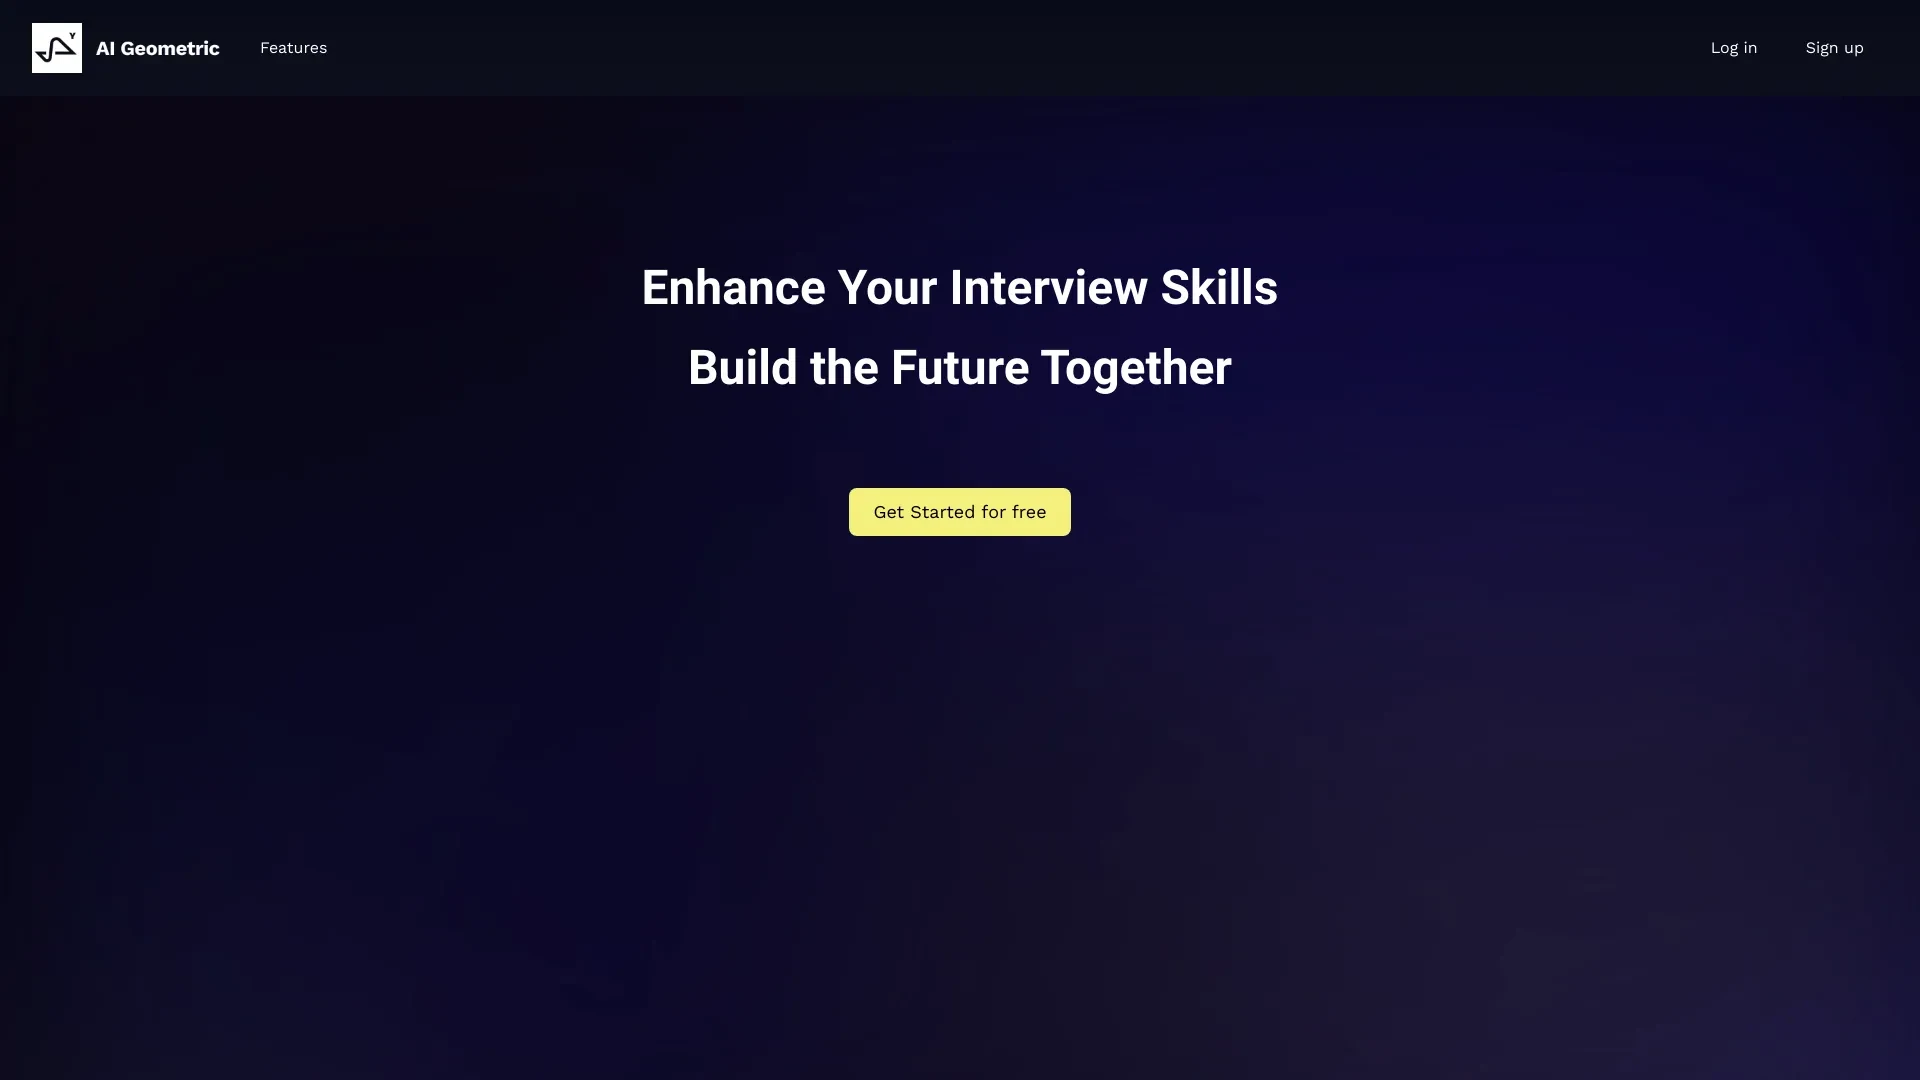 Y
AI Geometric
Features
Log in
Sign up
Enhance Your Interview Skills
Build the Future Together
Get Started for free